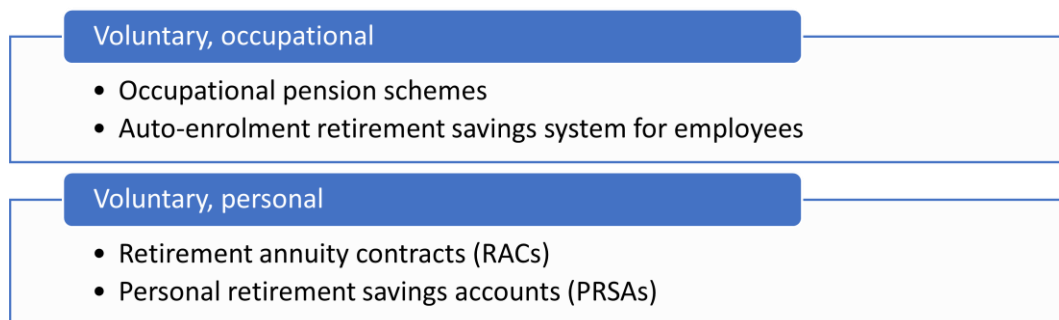 Voluntary, occupational
• Occupational pension schemes
• Auto-enrolment retirement savings system for employees
Voluntary, personal
• Retirement annuity contracts (RACs)
• Personal retirement savings accounts (PRSAs)